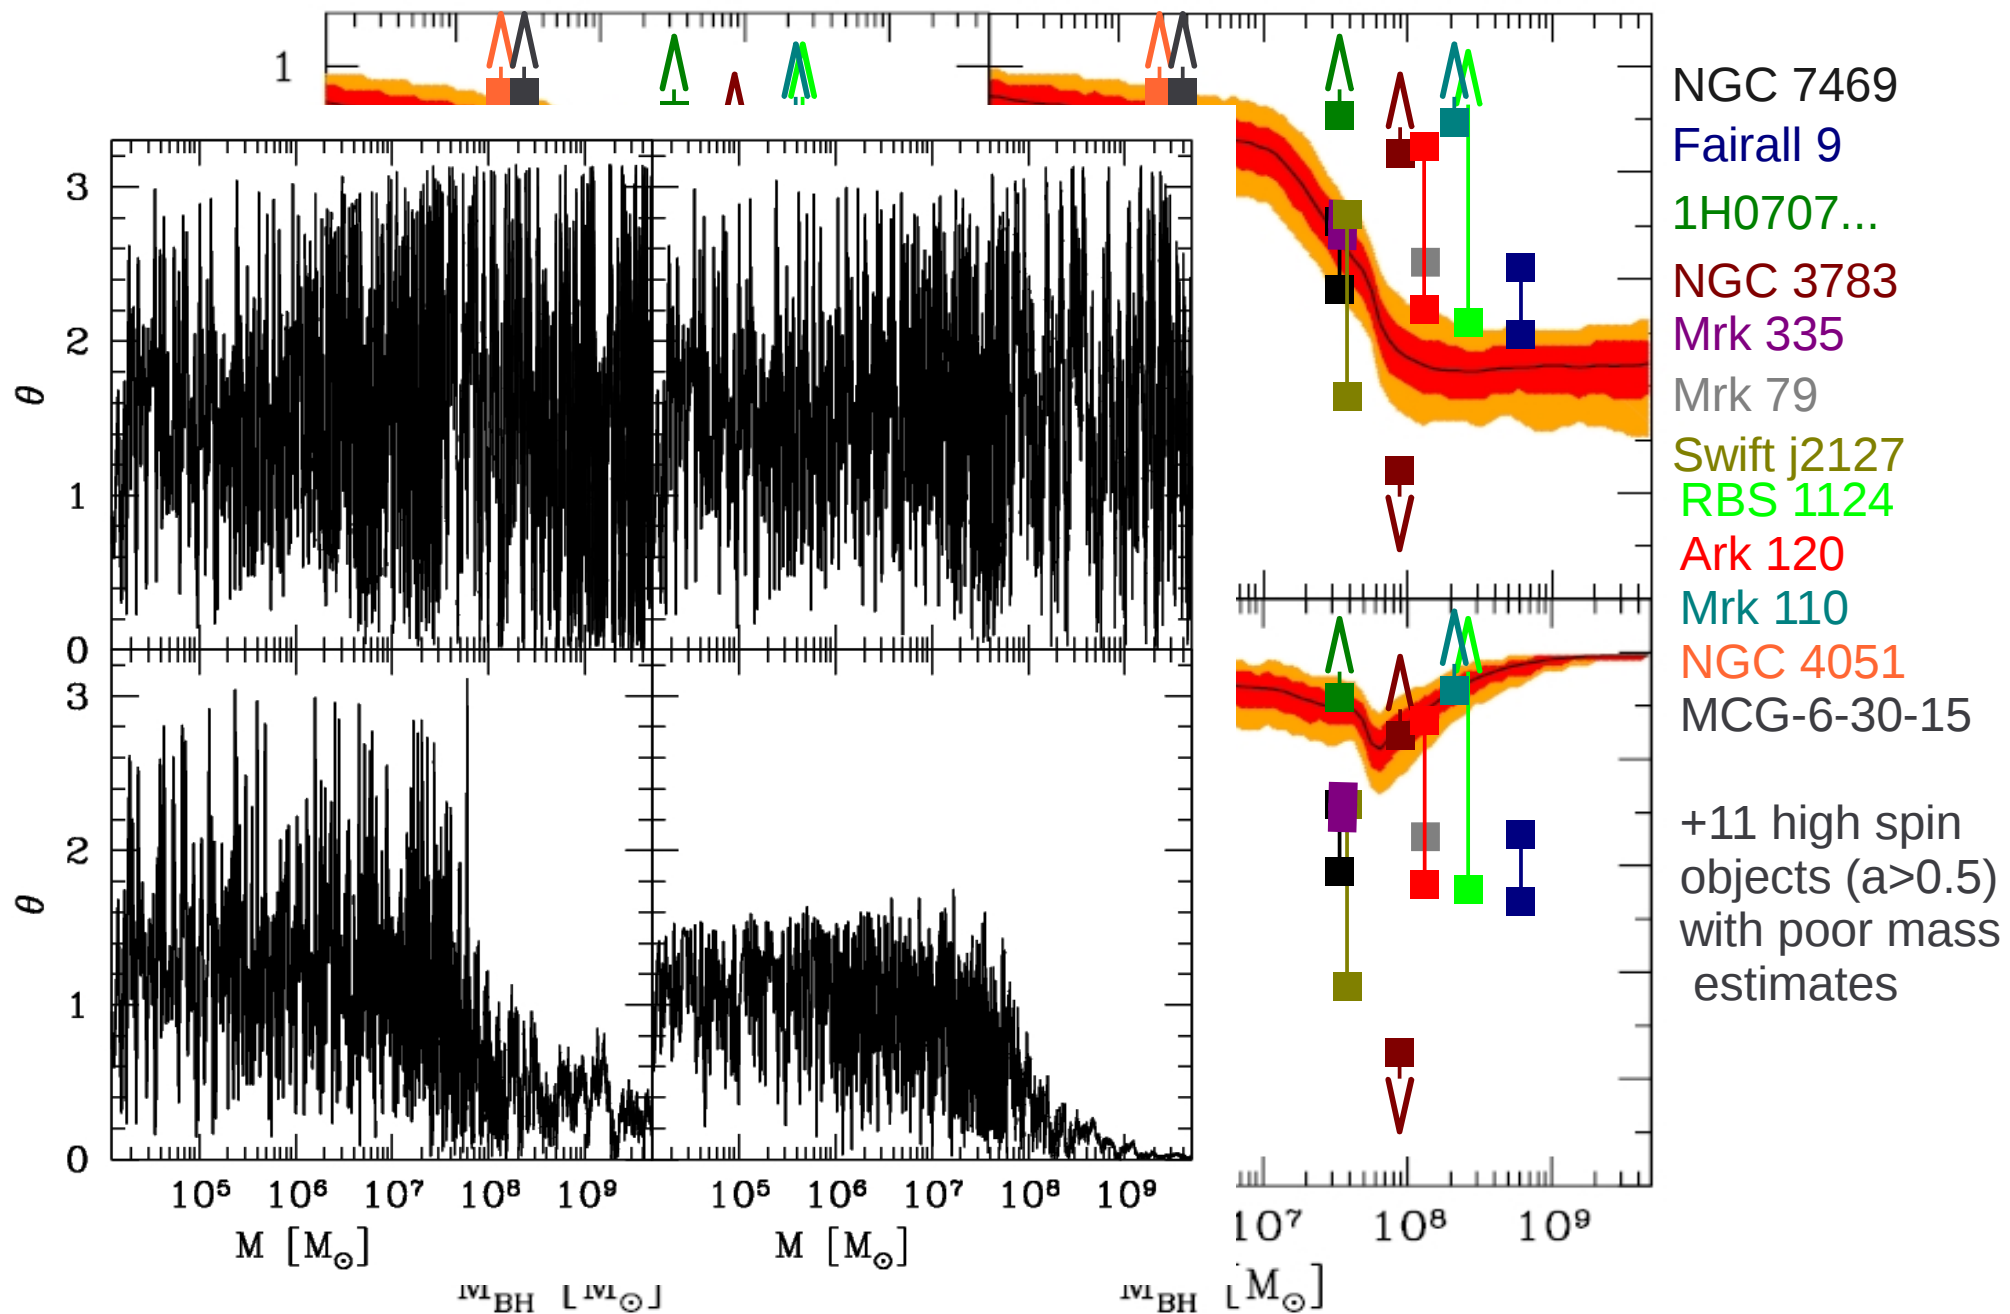 1
3
2
θ
1
0
3
2
θ
1
0
10⁵ 10⁶ 10⁷ 10⁸ 10⁹ 10⁵ 10⁶ 10⁷ 10⁸ 10⁹
M [M⊙] M [M⊙]
10⁷ 10⁸ 10⁹
M_BH [M⊙] M_BH [M⊙]
NGC 7469
Fairall 9
1H0707...
NGC 3783
Mrk 335
Mrk 79
Swift j2127
RBS 1124
Ark 120
Mrk 110
NGC 4051
MCG-6-30-15
+11 high spin
objects (a>0.5)
with poor mass
estimates